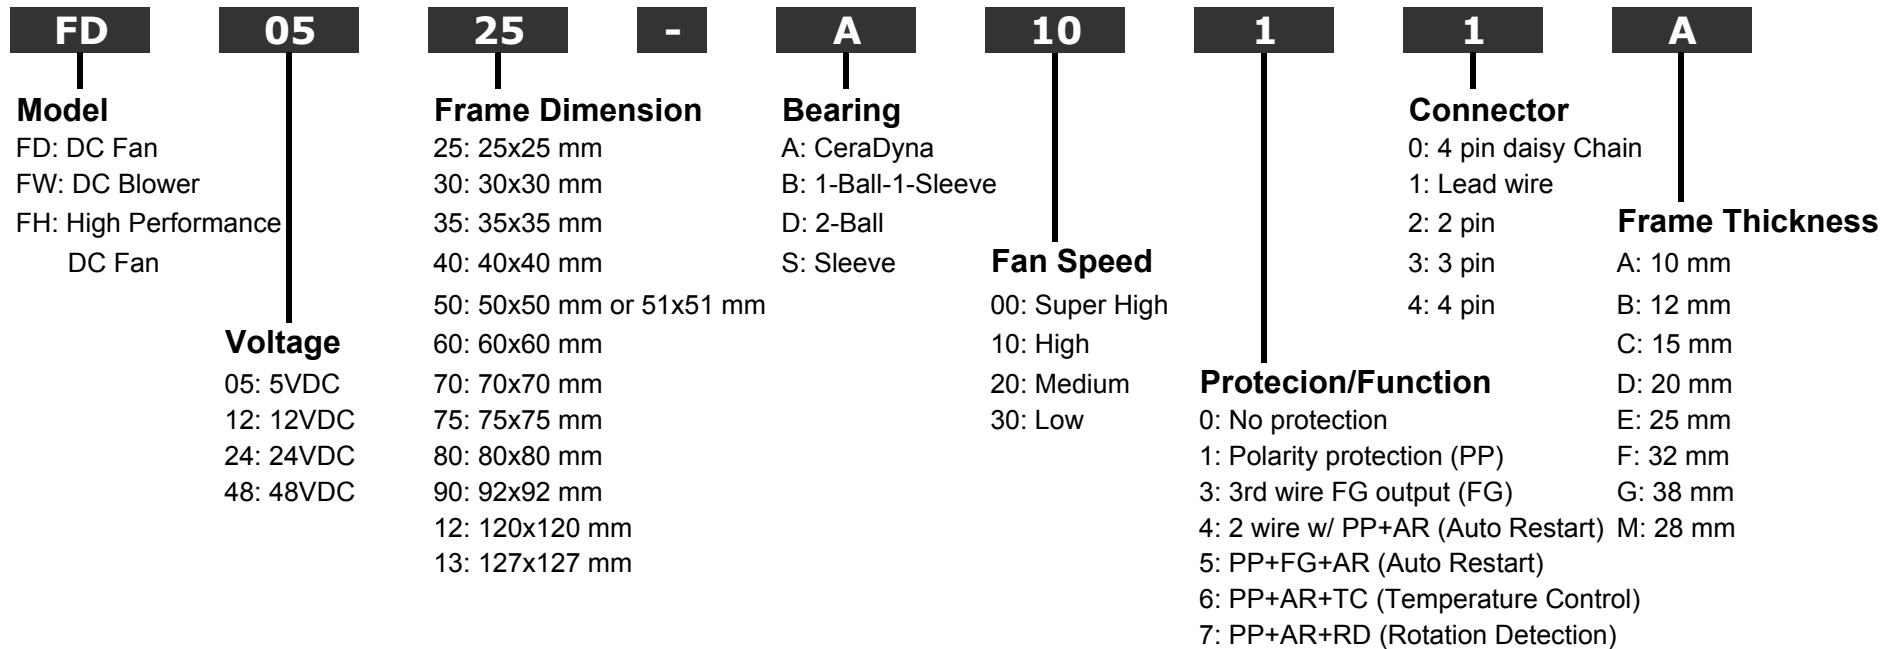 FD 05 25 - A 10 1 1 A
Model
FD: DC Fan
FW: DC Blower
FH: High Performance
DC Fan
Voltage
05: 5VDC
12: 12VDC
24: 24VDC
48: 48VDC
Frame Dimension
25: 25x25 mm
30: 30x30 mm
35: 35x35 mm
40: 40x40 mm
50: 50x50 mm or 51x51 mm
60: 60x60 mm
70: 70x70 mm
75: 75x75 mm
80: 80x80 mm
90: 92x92 mm
12: 120x120 mm
13: 127x127 mm
Bearing
A: CeraDyna
B: 1-Ball-1-Sleeve
D: 2-Ball
S: Sleeve
Fan Speed
00: Super High
10: High
20: Medium
30: Low
Protecion/Function
0: No protection
1: Polarity protection (PP)
3: 3rd wire FG output (FG)
4: 2 wire w/ PP+AR (Auto Restart)
5: PP+FG+AR (Auto Restart)
6: PP+AR+TC (Temperature Control)
7: PP+AR+RD (Rotation Detection)
Connector
0: 4 pin daisy Chain
1: Lead wire
2: 2 pin
3: 3 pin
4: 4 pin
Frame Thickness
A: 10 mm
B: 12 mm
C: 15 mm
D: 20 mm
E: 25 mm
F: 32 mm
G: 38 mm
M: 28 mm